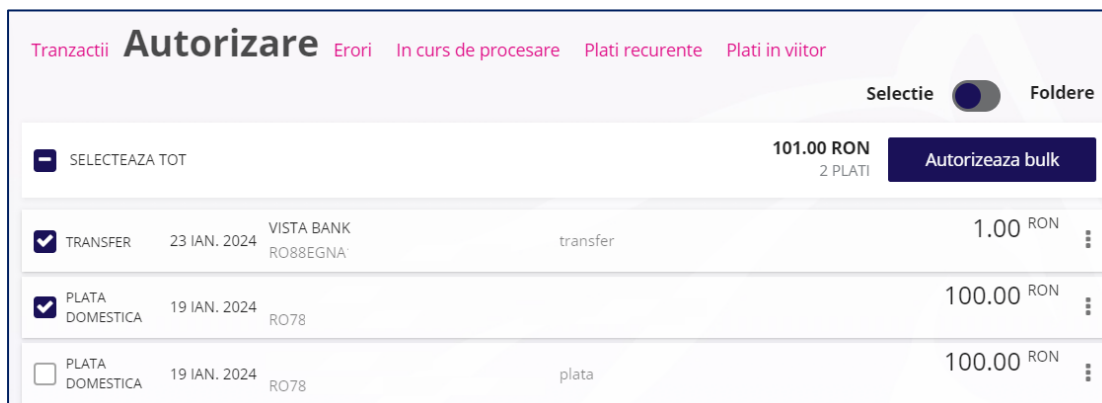 Tranzactii Autorizare Erori In curs de procesare Plati recurente Plati in viitor
Selectie Foldere
SELECTEAZA TOT
101.00 RON
2 PLATI
Autorizeaza bulk
TRANSFER
23 IAN. 2024
VISTA BANK
RO88EGNA
transfer
1.00 RON
PLATA
DOMESTICA
19 IAN. 2024
RO78
100.00 RON
PLATA
DOMESTICA
19 IAN. 2024
RO78
plata
100.00 RON